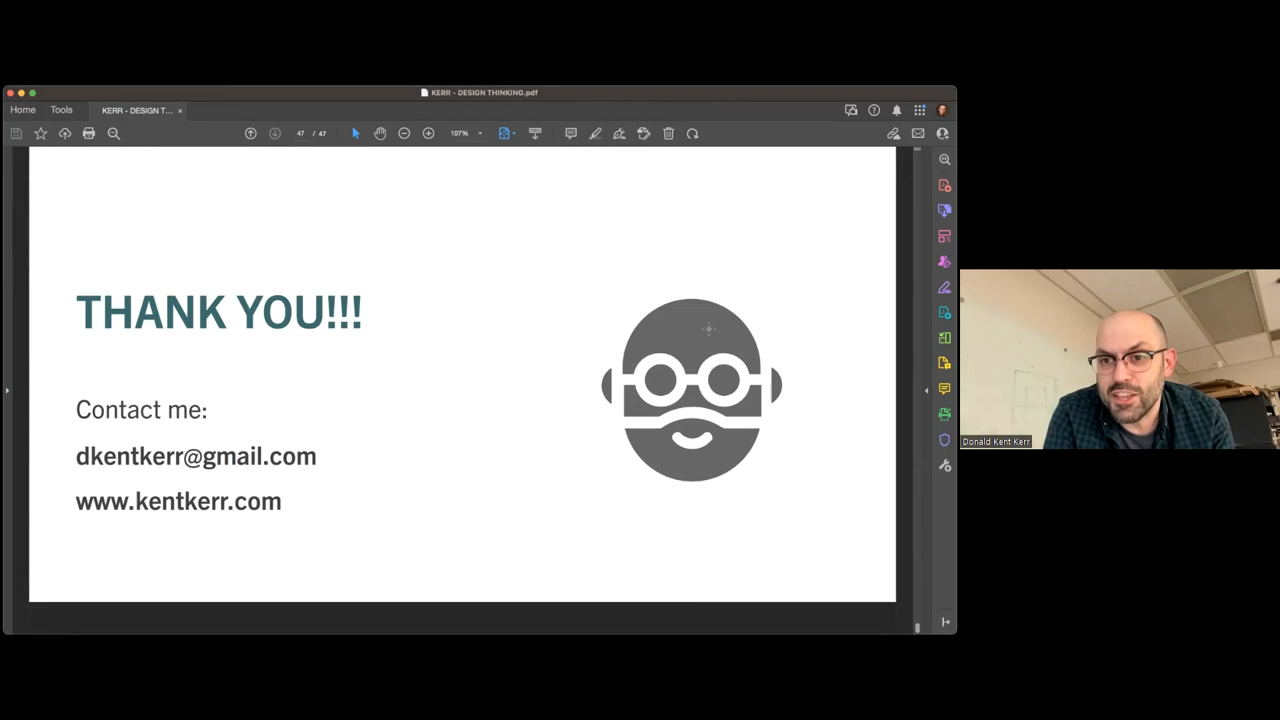 KERR - DESIGN THINKING.pdf
Home
Tools
KERR - DESIGN T... ×
47 / 47
107%
THANK YOU!!!
Contact me:
dkentkerr@gmail.com
www.kentkerr.com
Donald Kent Kerr